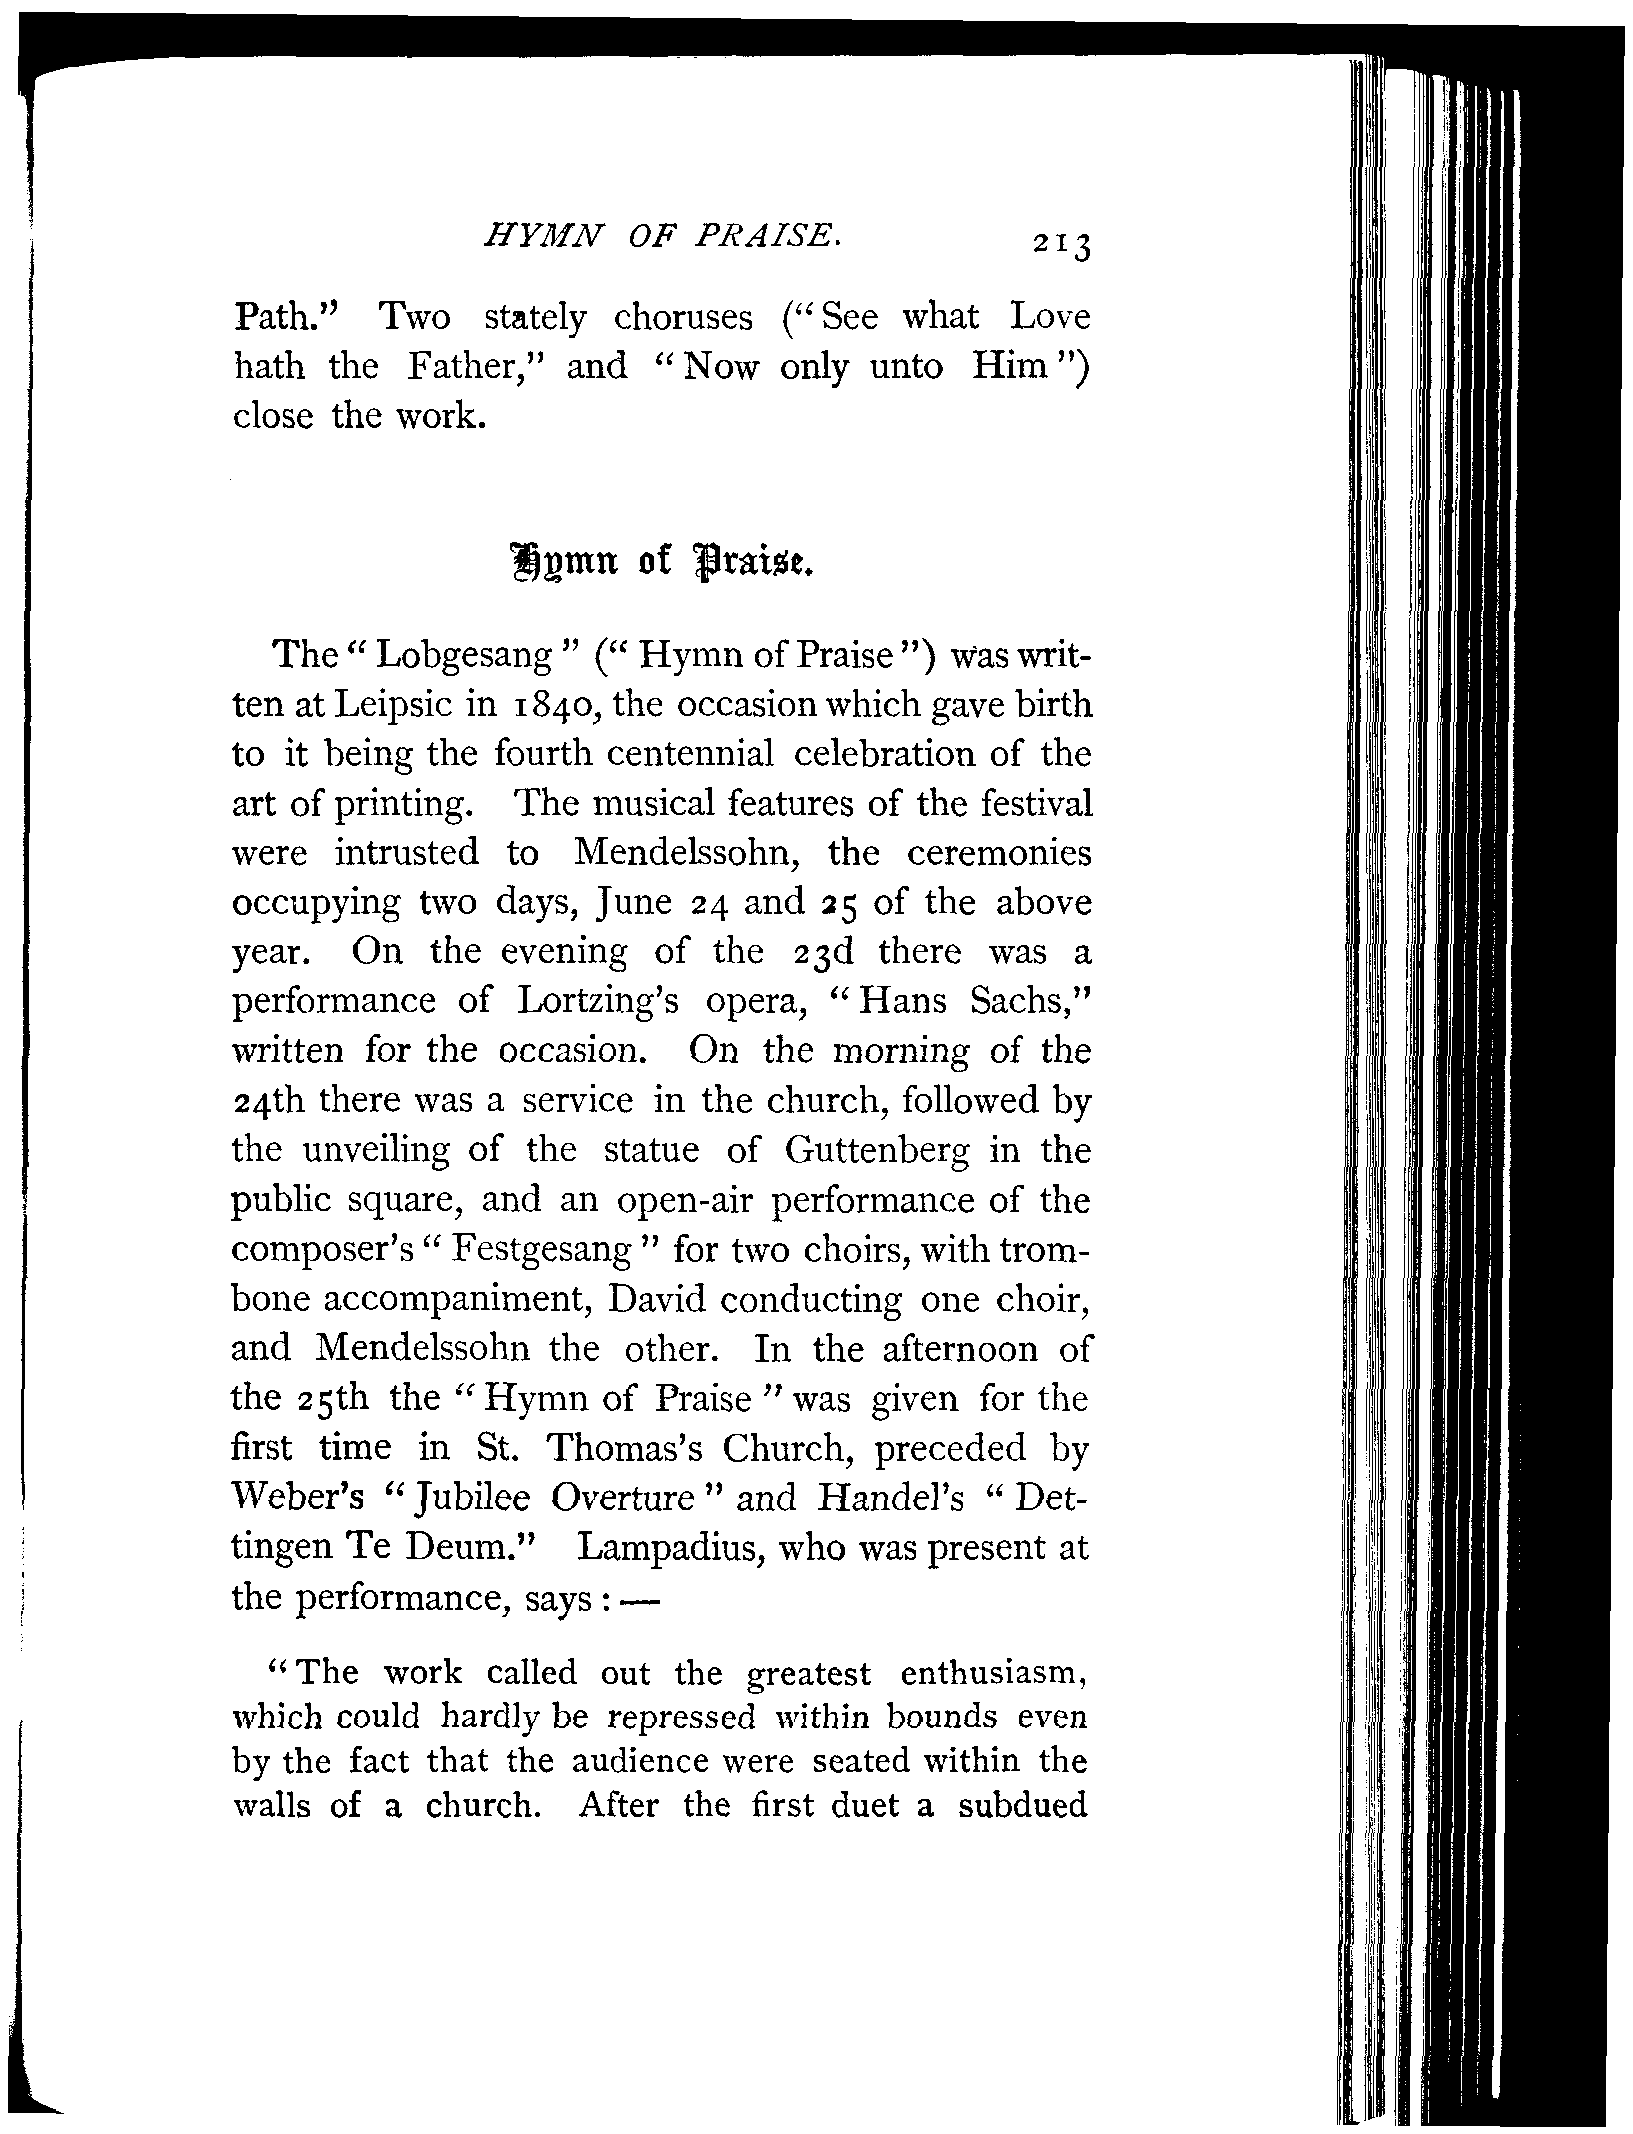 HYMN OF PRAISE. 213
Path." Two stately choruses ("See what Love
hath the Father," and "Now only unto Him")
close the work.
Hymn of Praise.
The "Lobgesang" ("Hymn of Praise") was writ-
ten at Leipsic in 1840, the occasion which gave birth
to it being the fourth centennial celebration of the
art of printing. The musical features of the festival
were intrusted to Mendelssohn, the ceremonies
occupying two days, June 24 and 25 of the above
year. On the evening of the 23d there was a
performance of Lortzing's opera, "Hans Sachs,"
written for the occasion. On the morning of the
24th there was a service in the church, followed by
the unveiling of the statue of Guttenberg in the
public square, and an open-air performance of the
composer's "Festgesang" for two choirs, with trom-
bone accompaniment, David conducting one choir,
and Mendelssohn the other. In the afternoon of
the 25th the "Hymn of Praise" was given for the
first time in St. Thomas's Church, preceded by
Weber's "Jubilee Overture" and Handel's "Det-
tingen Te Deum." Lampadius, who was present at
the performance, says: —
"The work called out the greatest enthusiasm,
which could hardly be repressed within bounds even
by the fact that the audience were seated within the
walls of a church. After the first duet a subdued